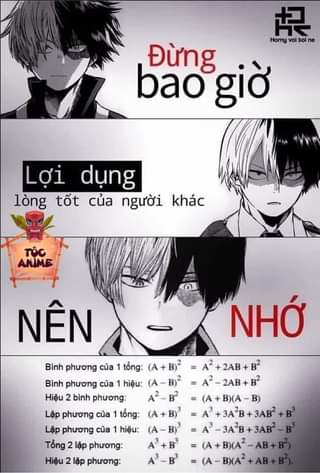 Horny voi boi ne
Đừng
bao giờ
Lợi dụng
lòng tốt của người khác
TỘC
ANIME
NÊN
NHỚ
Bình phương của 1 tổng: (A + B)² = A² + 2AB + B²
Bình phương của 1 hiệu: (A − B)² = A² − 2AB + B²
Hiệu 2 bình phương: A² − B² = (A + B)(A − B)
Lập phương của 1 tổng: (A + B)³ = A³ + 3A²B + 3AB² + B³
Lập phương của 1 hiệu: (A − B)³ = A³ − 3A²B + 3AB² − B³
Tổng 2 lập phương: A³ + B³ = (A + B)(A² − AB + B²)
Hiệu 2 lập phương: A³ − B³ = (A − B)(A² + AB + B²).